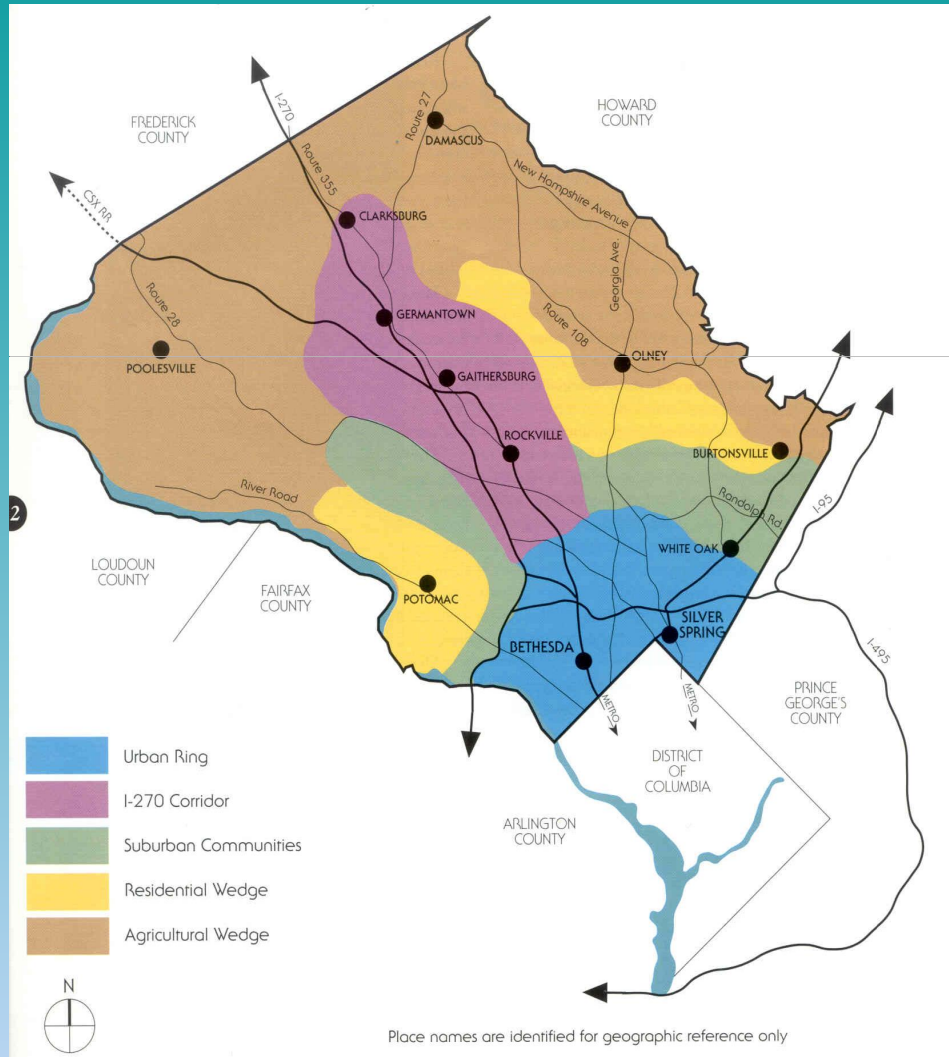 FREDERICK
COUNTY
HOWARD
COUNTY
I-270
Route 27
DAMASCUS
Route 355
New Hampshire Avenue
CSX RR
CLARKSBURG
Georgia Ave.
Route 28
GERMANTOWN
Route 108
POOLESVILLE
OLNEY
GAITHERSBURG
ROCKVILLE
BURTONSVILLE
River Road
Randolph Rd.
I-95
2
WHITE OAK
LOUDOUN
COUNTY
FAIRFAX
COUNTY
POTOMAC
SILVER
SPRING
BETHESDA
I-495
METRO
METRO
PRINCE
GEORGE'S
COUNTY
DISTRICT
OF
COLUMBIA
ARLINGTON
COUNTY
Urban Ring
I-270 Corridor
Suburban Communities
Residential Wedge
Agricultural Wedge
N
Place names are identified for geographic reference only